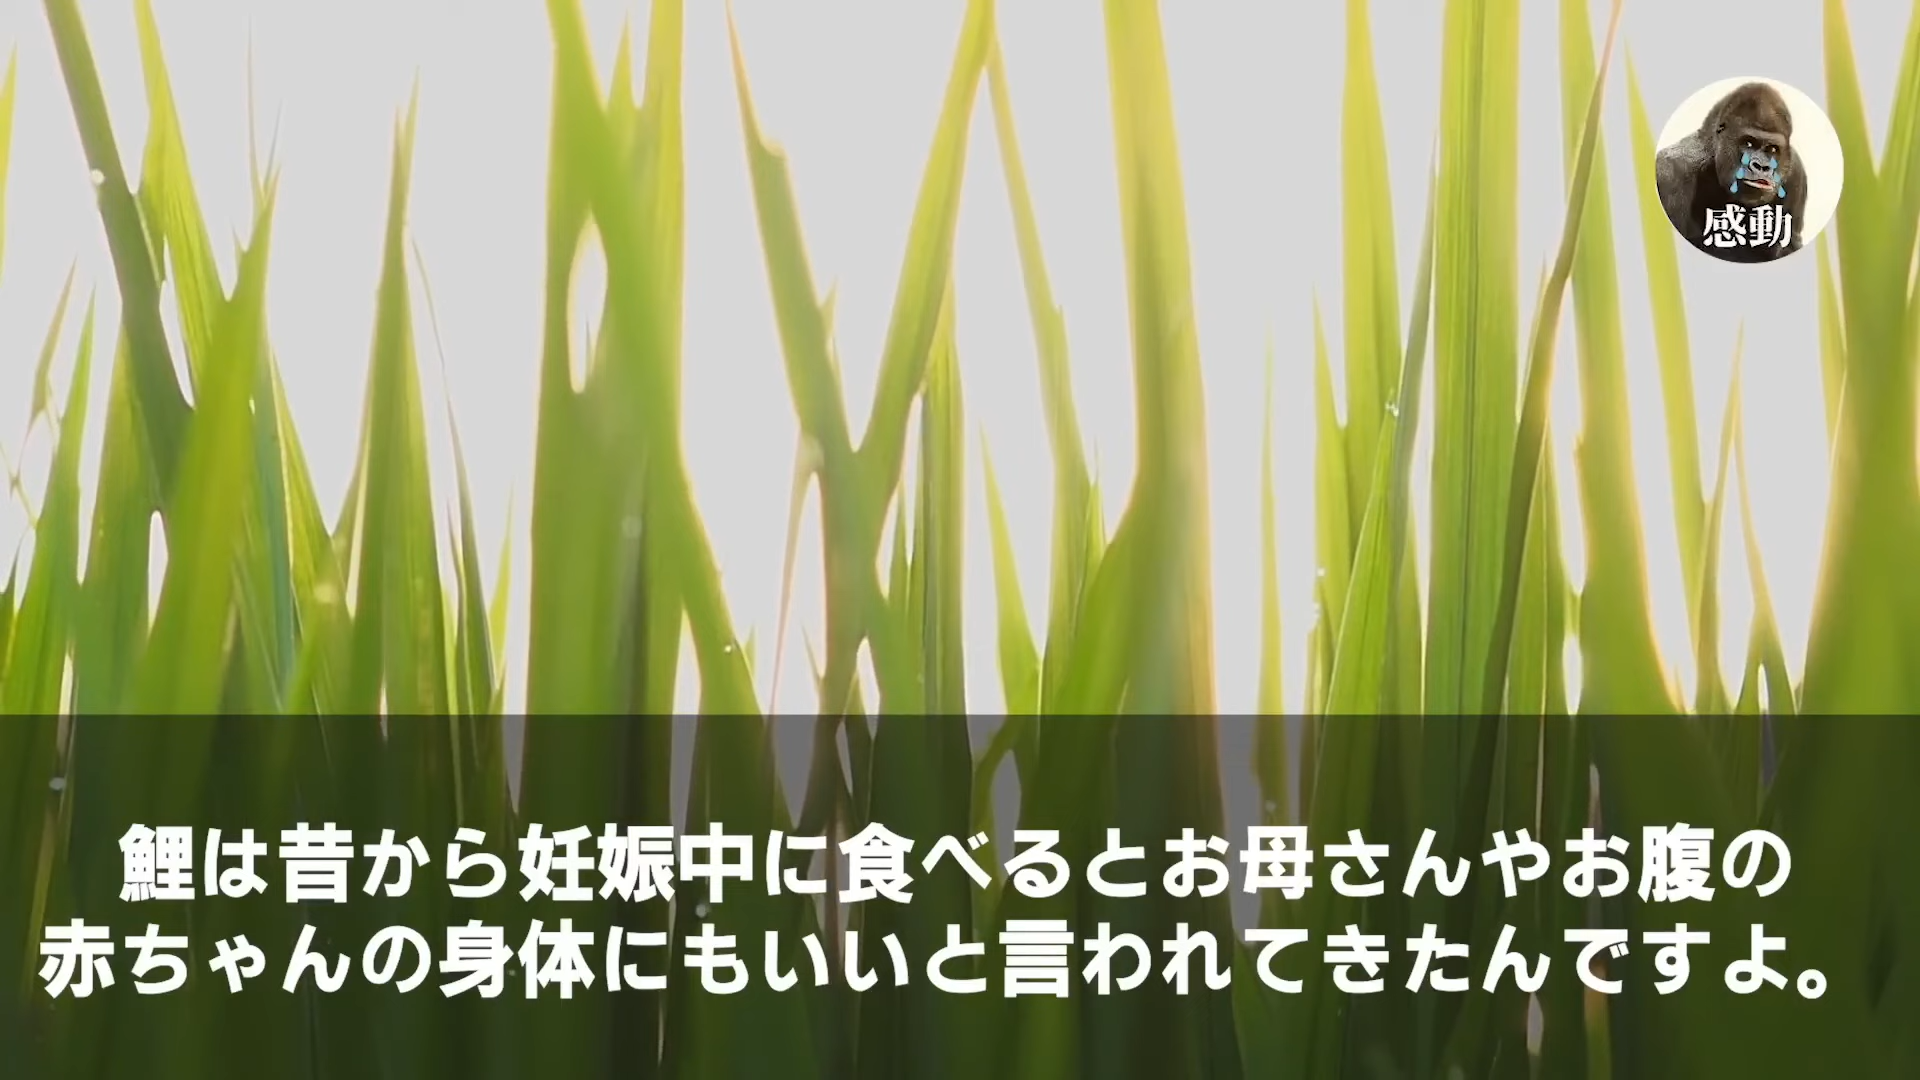 感動
鯉は昔から妊娠中に食べるとお母さんやお腹の
赤ちゃんの身体にもいいと言われてきたんですよ。